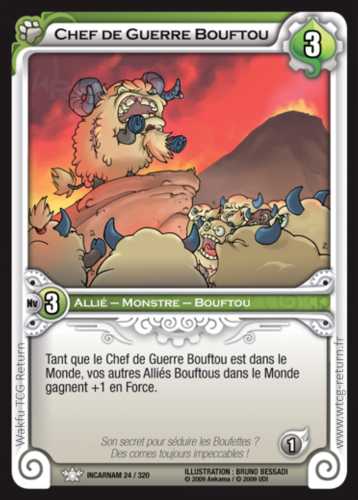 Chef de Guerre Bouftou
3
Nv 3
Allié – Monstre – Bouftou
Tant que le Chef de Guerre Bouftou est dans le
Monde, vos autres Alliés Bouftous dans le Monde
gagnent +1 en Force.
Son secret pour séduire les Boufettes ?
Des cornes toujours impeccables !
1
INCARNAM 24 / 320
ILLUSTRATION : BRUNO BESSADI
© 2009 Ankama / © 2009 UDI
Wakfu TCG Return
www.wtcg-return.fr